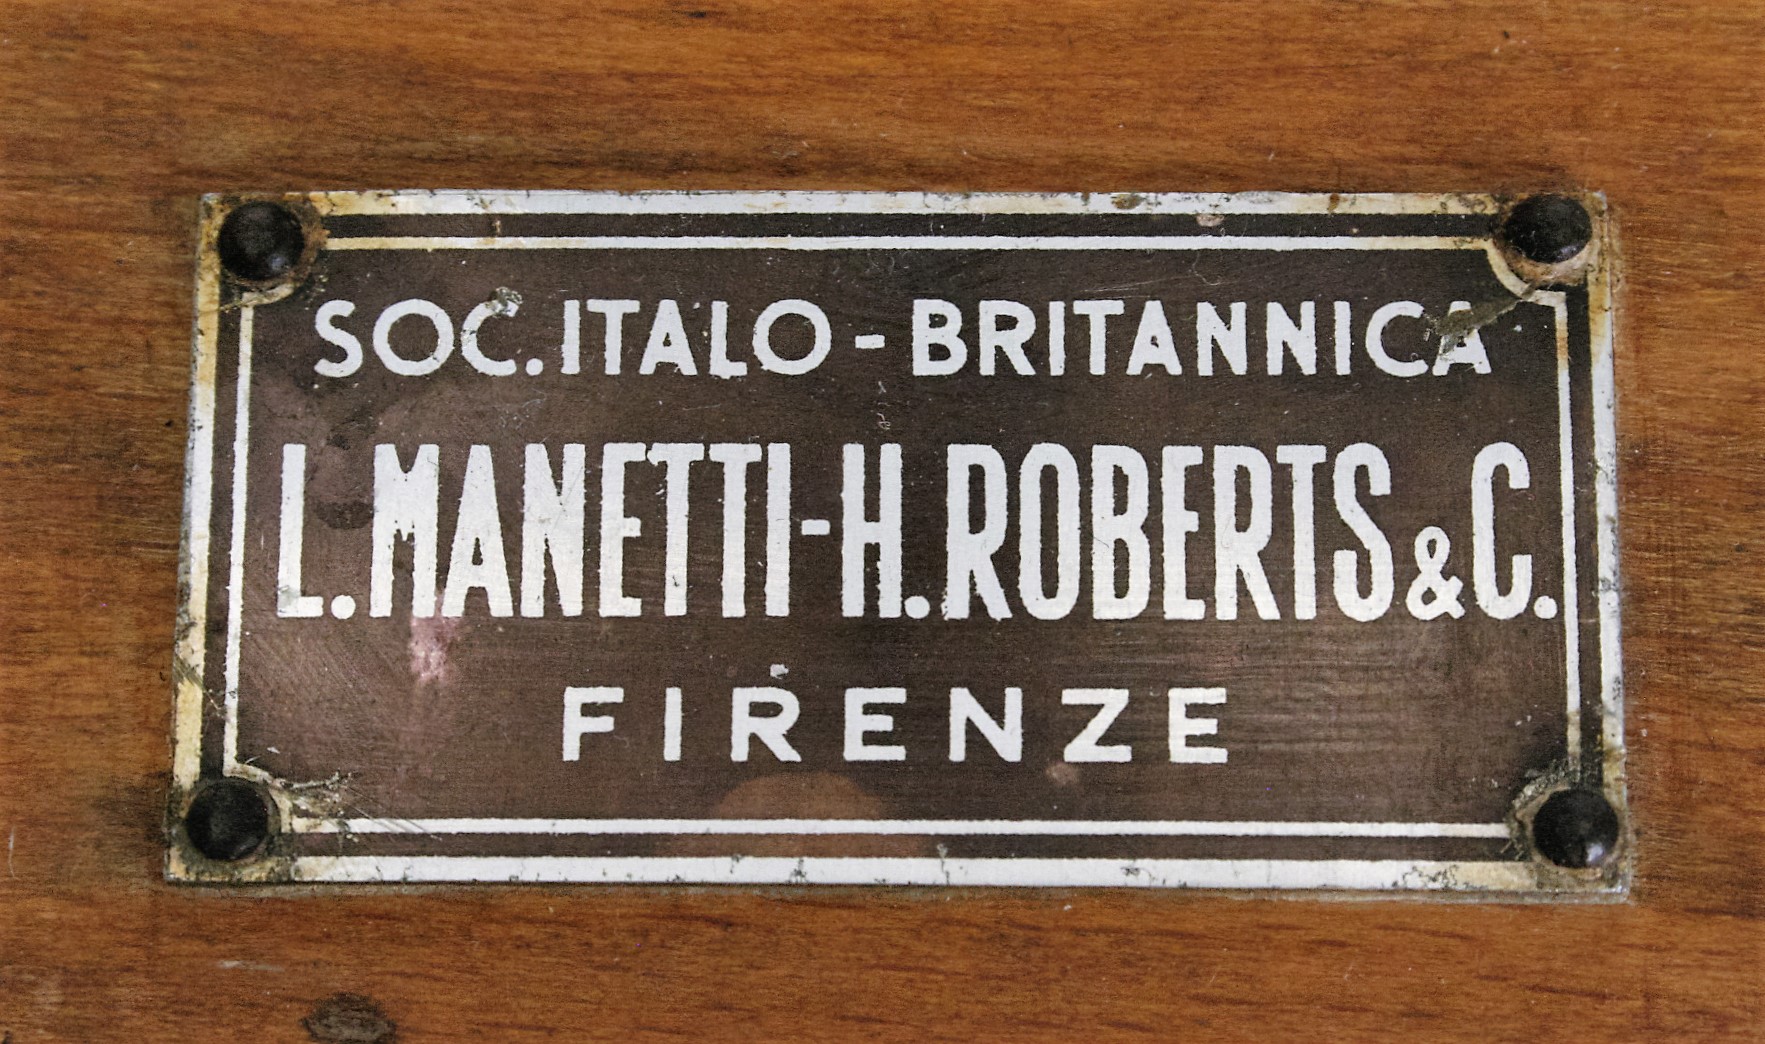 SOC. ITALO - BRITANNICA
L. MANETTI - H. ROBERTS & C.
FIRENZE